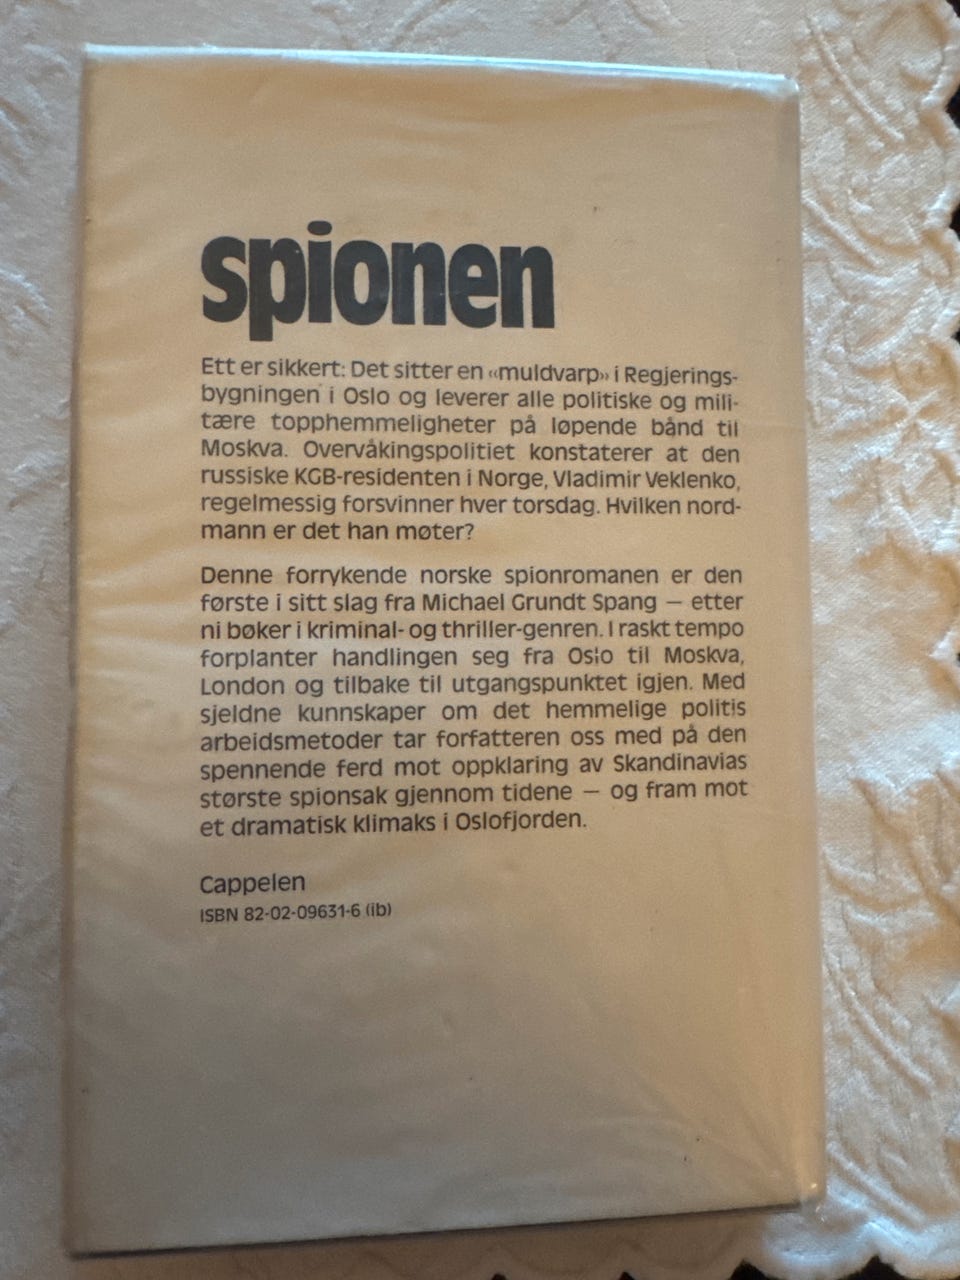 spionen
Ett er sikkert: Det sitter en «muldvarp» i Regjerings-
bygningen i Oslo og leverer alle politiske og mili-
tære topphemmeligheter på løpende bånd til
Moskva. Overvåkingspolitiet konstaterer at den
russiske KGB-residenten i Norge, Vladimir Veklenko,
regelmessig forsvinner hver torsdag. Hvilken nord-
mann er det han møter?
Denne forrykende norske spionromanen er den
første i sitt slag fra Michael Grundt Spang — etter
ni bøker i kriminal- og thriller-genren. I raskt tempo
forplanter handlingen seg fra Oslo til Moskva,
London og tilbake til utgangspunktet igjen. Med
sjeldne kunnskaper om det hemmelige politis
arbeidsmetoder tar forfatteren oss med på den
spennende ferd mot oppklaring av Skandinavias
største spionsak gjennom tidene — og fram mot
et dramatisk klimaks i Oslofjorden.
Cappelen
ISBN 82-02-09631-6 (ib)